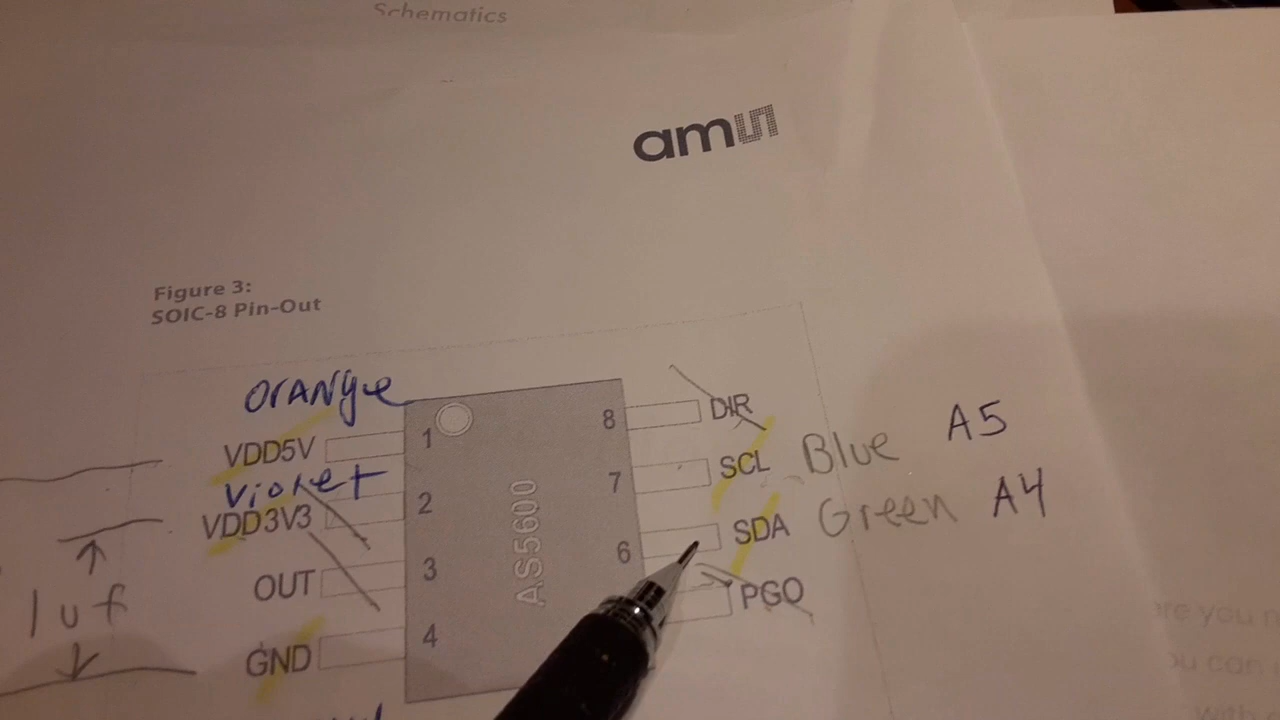 Schematics
amu
Figure 3:
SOIC-8 Pin-Out
orANge
VDD5V 1
Violet
VDD3V3 2
OUT 3
GND 4
1uf
AS5600
8 DIR
7 SCL Blue A5
6 SDA Green A4
PGO